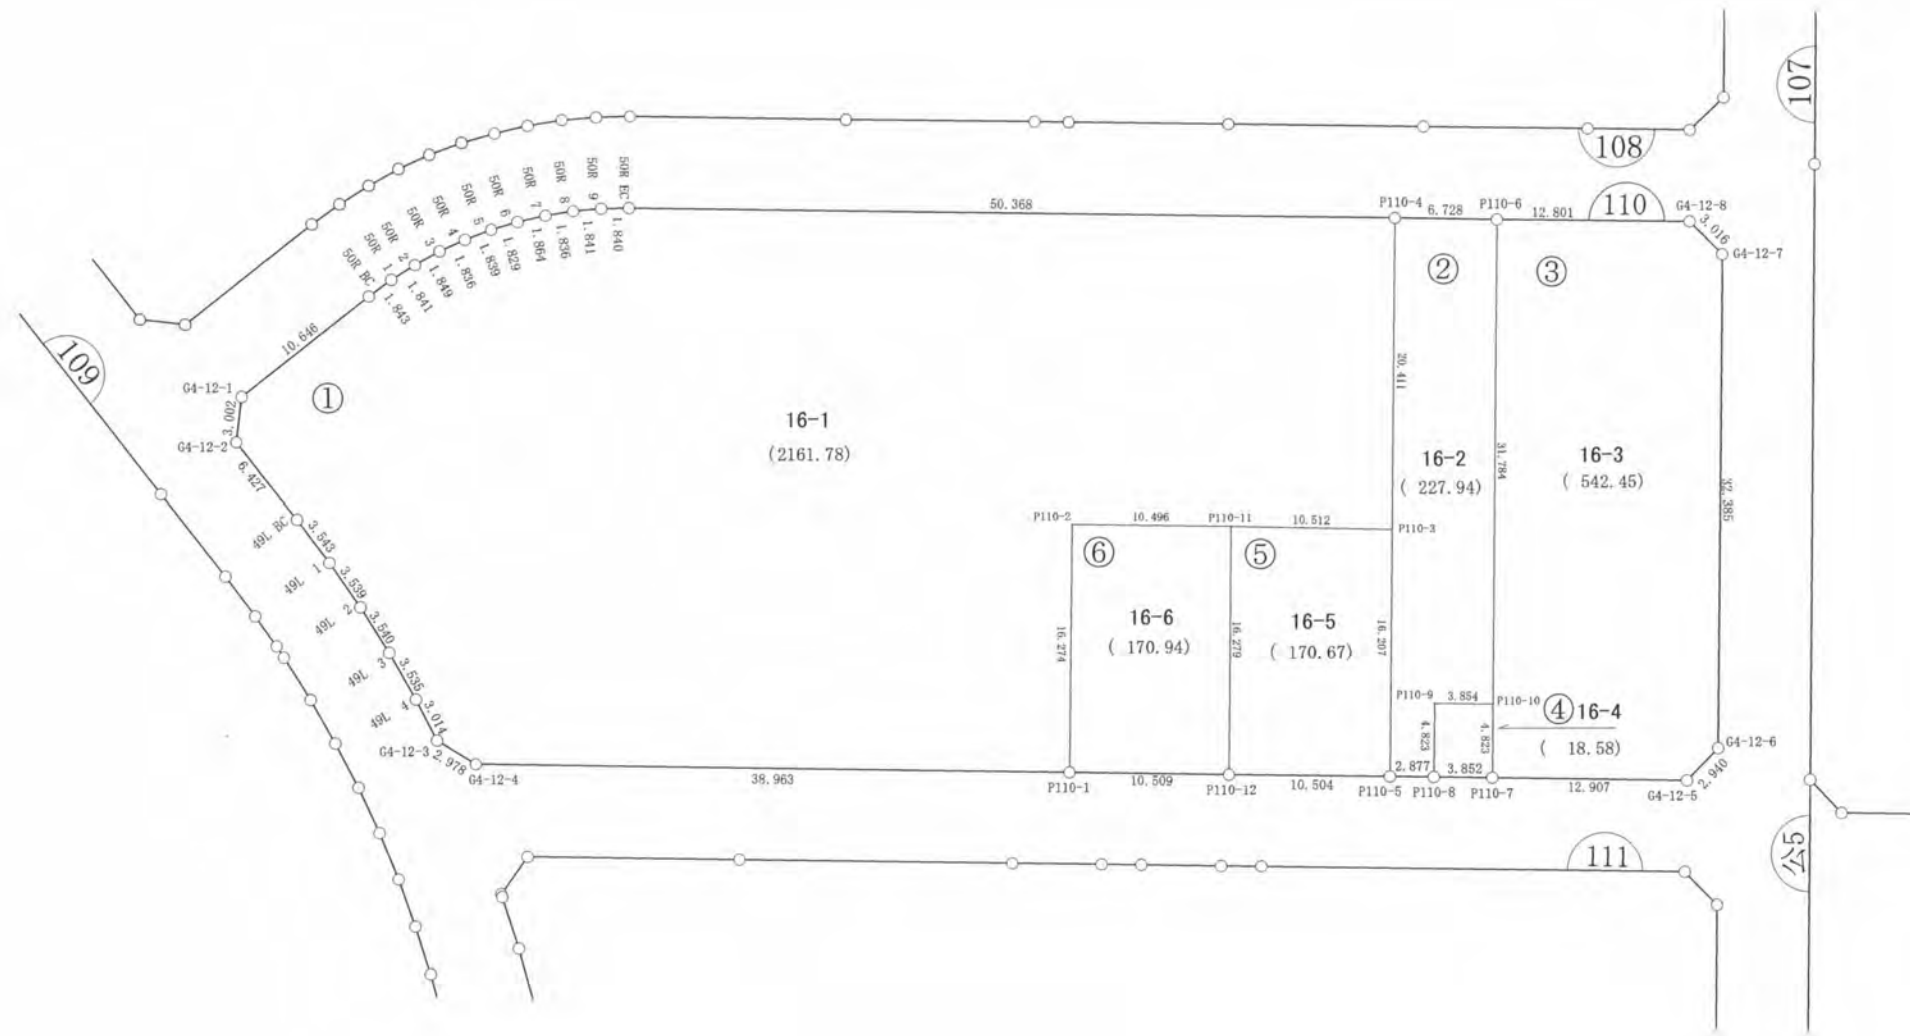 107
108
110
50R BC
50R 1
50R 2
50R 3
50R 4
50R 5
50R 6
50R 7
50R 8
50R 9
50R EC
1.843
1.841
1.849
1.836
1.839
1.829
1.864
1.836
1.841
1.840
50.368
P110-4
6.728
P110-6
12.801
G4-12-8
3.016
G4-12-7
②
③
109
10.646
G4-12-1
①
3.002
G4-12-2
6.427
49L BC
3.543
49L 1
3.539
49L 2
3.540
49L 3
3.535
49L 4
3.014
G4-12-3
2.978
G4-12-4
16-1
(2161.78)
20.411
31.784
16-2
( 227.94)
16-3
( 542.45)
32.385
P110-2
10.496
P110-11
10.512
P110-3
⑥
⑤
16-6
( 170.94)
16-5
( 170.67)
16.274
16.279
16.207
P110-9
3.854
P110-10
④ 16-4
( 18.58)
4.823
4.823
G4-12-6
2.940
38.963
P110-1
10.509
P110-12
10.504
P110-5
2.877
P110-8
3.852
P110-7
12.907
G4-12-5
111
公5